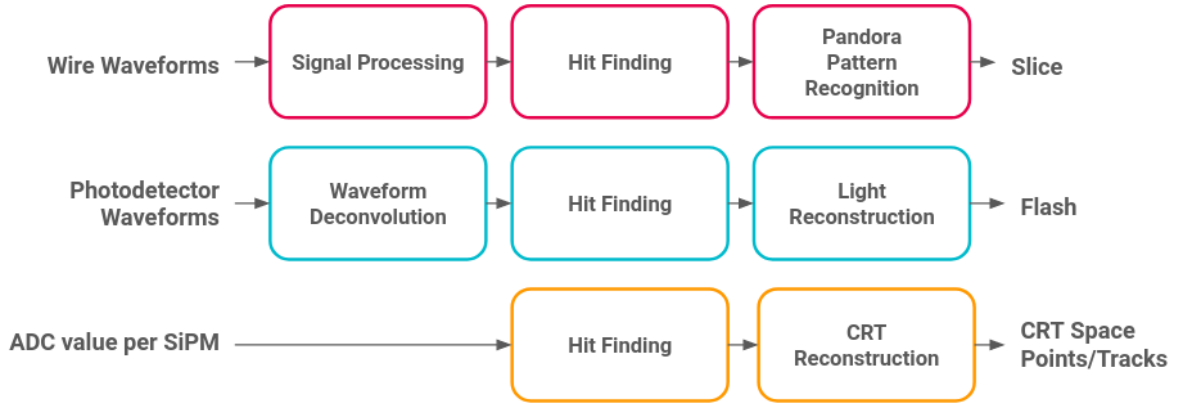 Wire Waveforms
Signal Processing
Hit Finding
Pandora
Pattern
Recognition
Slice
Photodetector
Waveforms
Waveform
Deconvolution
Hit Finding
Light
Reconstruction
Flash
ADC value per SiPM
Hit Finding
CRT
Reconstruction
CRT Space
Points/Tracks